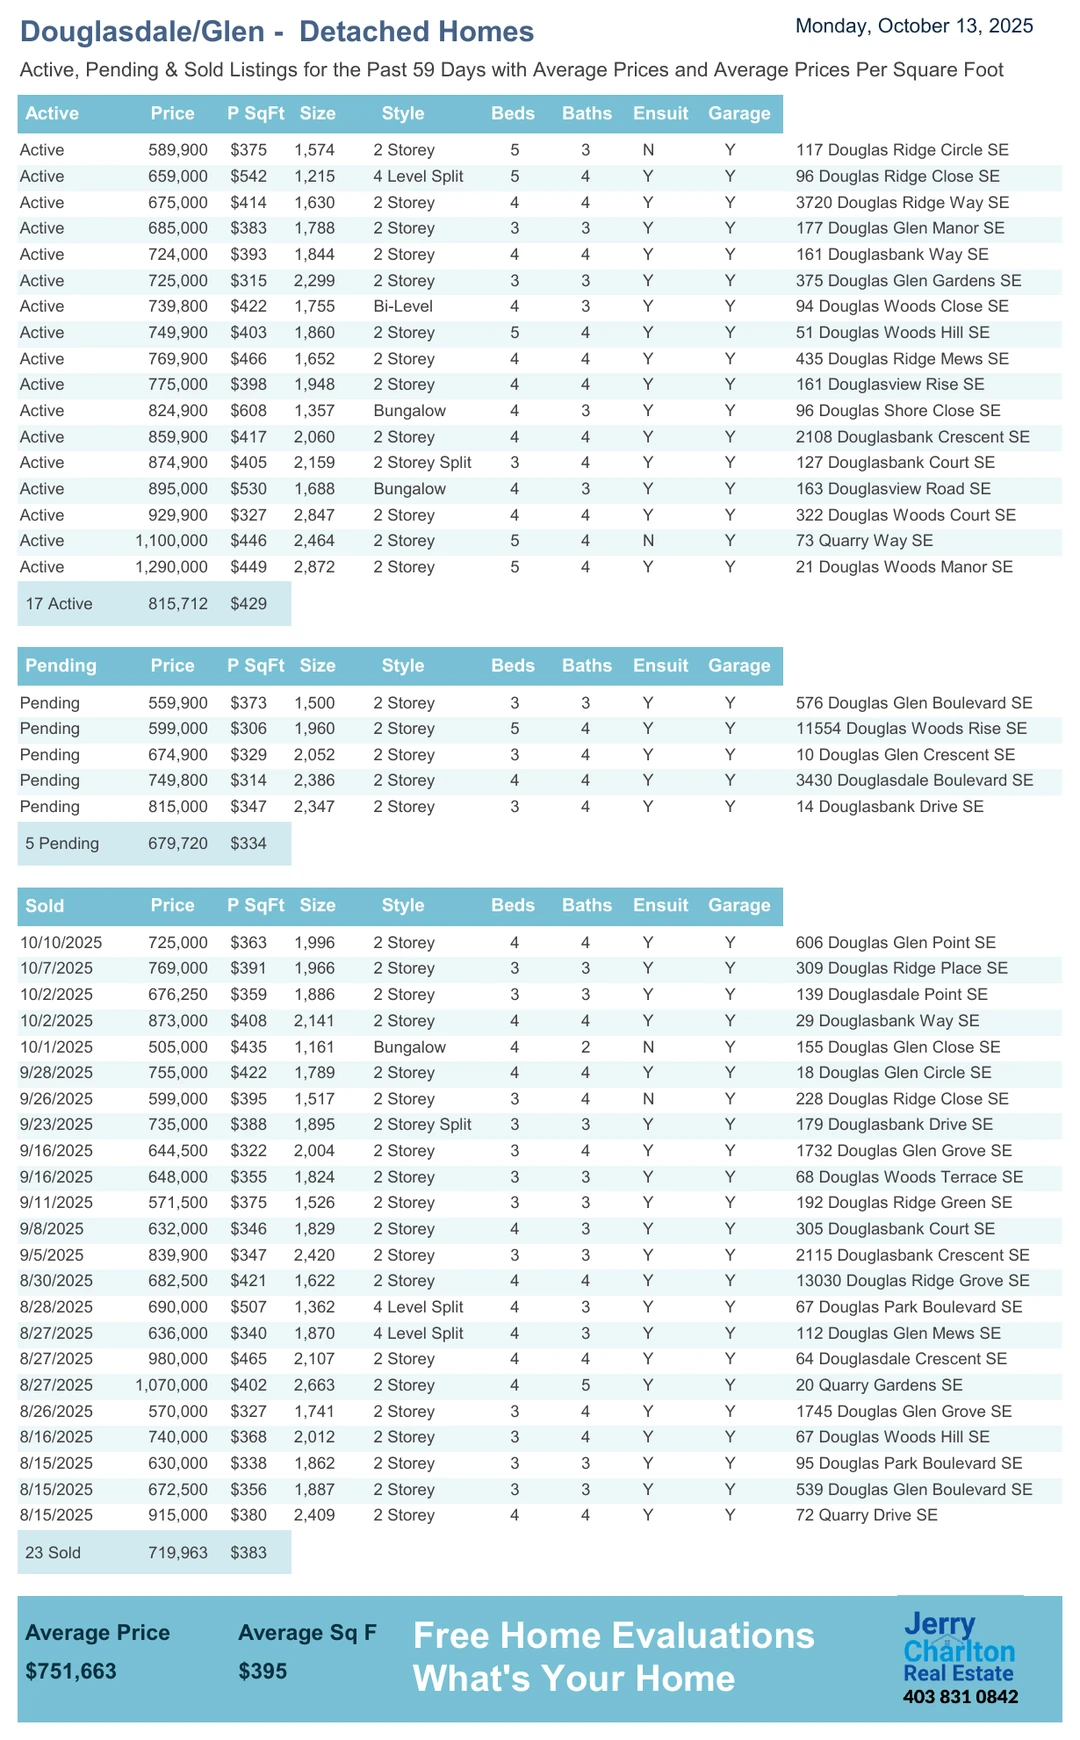 Douglasdale/Glen - Detached Homes
Monday, October 13, 2025
Active, Pending & Sold Listings for the Past 59 Days with Average Prices and Average Prices Per Square Foot
Active Price P SqFt Size Style Beds Baths Ensuit Garage
Active 589,900 $375 1,574 2 Storey 5 3 N Y 117 Douglas Ridge Circle SE
Active 659,000 $542 1,215 4 Level Split 5 4 Y Y 96 Douglas Ridge Close SE
Active 675,000 $414 1,630 2 Storey 4 4 Y Y 3720 Douglas Ridge Way SE
Active 685,000 $383 1,788 2 Storey 3 3 Y Y 177 Douglas Glen Manor SE
Active 724,000 $393 1,844 2 Storey 4 4 Y Y 161 Douglasbank Way SE
Active 725,000 $315 2,299 2 Storey 3 3 Y Y 375 Douglas Glen Gardens SE
Active 739,800 $422 1,755 Bi-Level 4 3 Y Y 94 Douglas Woods Close SE
Active 749,900 $403 1,860 2 Storey 5 4 Y Y 51 Douglas Woods Hill SE
Active 769,900 $466 1,652 2 Storey 4 4 Y Y 435 Douglas Ridge Mews SE
Active 775,000 $398 1,948 2 Storey 4 4 Y Y 161 Douglasview Rise SE
Active 824,900 $608 1,357 Bungalow 4 3 Y Y 96 Douglas Shore Close SE
Active 859,900 $417 2,060 2 Storey 4 4 Y Y 2108 Douglasbank Crescent SE
Active 874,900 $405 2,159 2 Storey Split 3 4 Y Y 127 Douglasbank Court SE
Active 895,000 $530 1,688 Bungalow 4 3 Y Y 163 Douglasview Road SE
Active 929,900 $327 2,847 2 Storey 4 4 Y Y 322 Douglas Woods Court SE
Active 1,100,000 $446 2,464 2 Storey 5 4 N Y 73 Quarry Way SE
Active 1,290,000 $449 2,872 2 Storey 5 4 Y Y 21 Douglas Woods Manor SE
17 Active 815,712 $429
Pending Price P SqFt Size Style Beds Baths Ensuit Garage
Pending 559,900 $373 1,500 2 Storey 3 3 Y Y 576 Douglas Glen Boulevard SE
Pending 599,000 $306 1,960 2 Storey 5 4 Y Y 11554 Douglas Woods Rise SE
Pending 674,900 $329 2,052 2 Storey 3 4 Y Y 10 Douglas Glen Crescent SE
Pending 749,800 $314 2,386 2 Storey 4 4 Y Y 3430 Douglasdale Boulevard SE
Pending 815,000 $347 2,347 2 Storey 3 4 Y Y 14 Douglasbank Drive SE
5 Pending 679,720 $334
Sold Price P SqFt Size Style Beds Baths Ensuit Garage
10/10/2025 725,000 $363 1,996 2 Storey 4 4 Y Y 606 Douglas Glen Point SE
10/7/2025 769,000 $391 1,966 2 Storey 3 3 Y Y 309 Douglas Ridge Place SE
10/2/2025 676,250 $359 1,886 2 Storey 3 3 Y Y 139 Douglasdale Point SE
10/2/2025 873,000 $408 2,141 2 Storey 4 4 Y Y 29 Douglasbank Way SE
10/1/2025 505,000 $435 1,161 Bungalow 4 2 N Y 155 Douglas Glen Close SE
9/28/2025 755,000 $422 1,789 2 Storey 4 4 Y Y 18 Douglas Glen Circle SE
9/26/2025 599,000 $395 1,517 2 Storey 3 4 N Y 228 Douglas Ridge Close SE
9/23/2025 735,000 $388 1,895 2 Storey Split 3 3 Y Y 179 Douglasbank Drive SE
9/16/2025 644,500 $322 2,004 2 Storey 3 4 Y Y 1732 Douglas Glen Grove SE
9/16/2025 648,000 $355 1,824 2 Storey 3 3 Y Y 68 Douglas Woods Terrace SE
9/11/2025 571,500 $375 1,526 2 Storey 3 3 Y Y 192 Douglas Ridge Green SE
9/8/2025 632,000 $346 1,829 2 Storey 4 3 Y Y 305 Douglasbank Court SE
9/5/2025 839,900 $347 2,420 2 Storey 3 3 Y Y 2115 Douglasbank Crescent SE
8/30/2025 682,500 $421 1,622 2 Storey 4 4 Y Y 13030 Douglas Ridge Grove SE
8/28/2025 690,000 $507 1,362 4 Level Split 4 3 Y Y 67 Douglas Park Boulevard SE
8/27/2025 636,000 $340 1,870 4 Level Split 4 3 Y Y 112 Douglas Glen Mews SE
8/27/2025 980,000 $465 2,107 2 Storey 4 4 Y Y 64 Douglasdale Crescent SE
8/27/2025 1,070,000 $402 2,663 2 Storey 4 5 Y Y 20 Quarry Gardens SE
8/26/2025 570,000 $327 1,741 2 Storey 3 4 Y Y 1745 Douglas Glen Grove SE
8/16/2025 740,000 $368 2,012 2 Storey 3 4 Y Y 67 Douglas Woods Hill SE
8/15/2025 630,000 $338 1,862 2 Storey 3 3 Y Y 95 Douglas Park Boulevard SE
8/15/2025 672,500 $356 1,887 2 Storey 3 3 Y Y 539 Douglas Glen Boulevard SE
8/15/2025 915,000 $380 2,409 2 Storey 4 4 Y Y 72 Quarry Drive SE
23 Sold 719,963 $383
Average Price Average Sq F
$751,663 $395
Free Home Evaluations
What's Your Home
Jerry
Charlton
Real Estate
403 831 0842